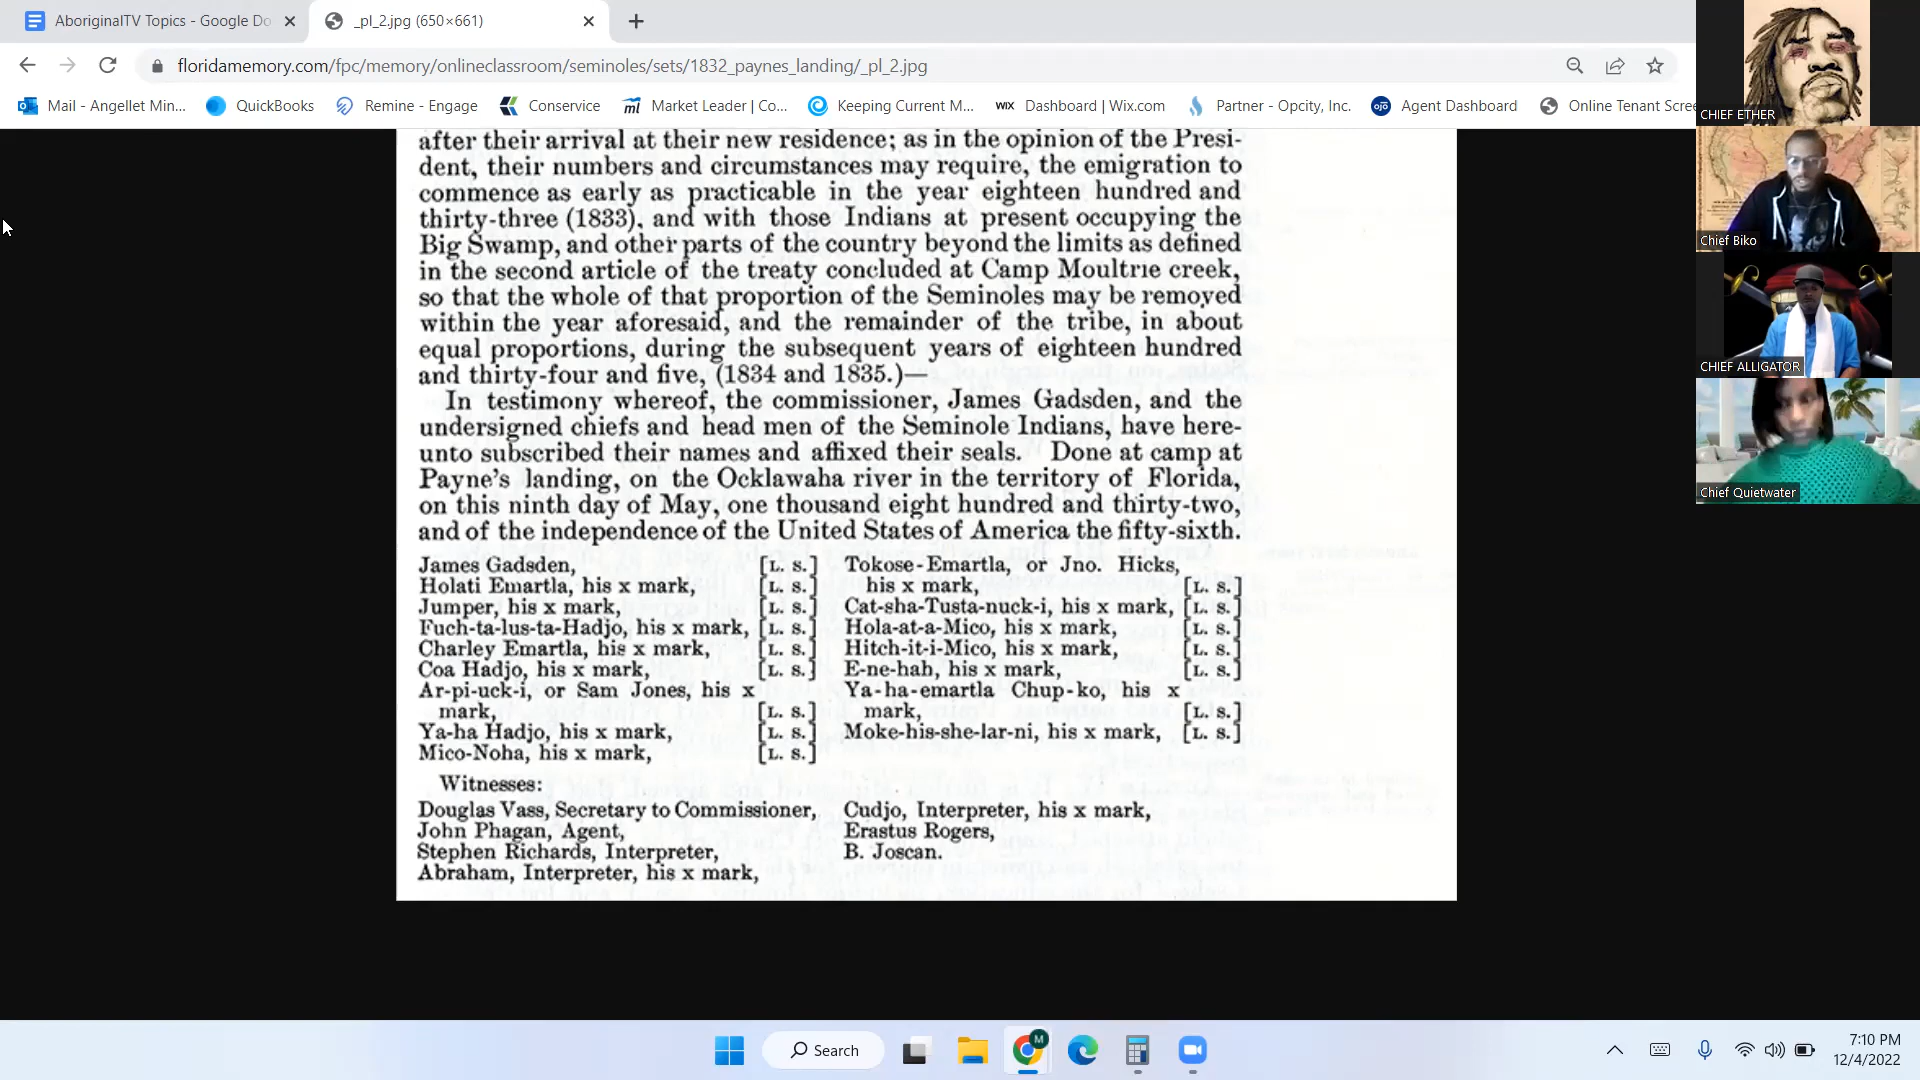 AboriginalTV Topics - Google Do
_pl_2.jpg (650×661)
floridamemory.com/fpc/memory/onlineclassroom/seminoles/sets/1832_paynes_landing/_pl_2.jpg
Mail - Angellet Min... QuickBooks Remine - Engage Conservice Market Leader | Co... Keeping Current M... WIX Dashboard | Wix.com Partner - Opcity, Inc. Agent Dashboard Online Tenant Scre
CHIEF ETHER
Chief Biko
CHIEF ALLIGATOR
Chief Quietwater
after their arrival at their new residence; as in the opinion of the Presi-
dent, their numbers and circumstances may require, the emigration to
commence as early as practicable in the year eighteen hundred and
thirty-three (1833), and with those Indians at present occupying the
Big Swamp, and other parts of the country beyond the limits as defined
in the second article of the treaty concluded at Camp Moultrie creek,
so that the whole of that proportion of the Seminoles may be removed
within the year aforesaid, and the remainder of the tribe, in about
equal proportions, during the subsequent years of eighteen hundred
and thirty-four and five, (1834 and 1835.)—
In testimony whereof, the commissioner, James Gadsden, and the
undersigned chiefs and head men of the Seminole Indians, have here-
unto subscribed their names and affixed their seals. Done at camp at
Payne's landing, on the Ocklawaha river in the territory of Florida,
on this ninth day of May, one thousand eight hundred and thirty-two,
and of the independence of the United States of America the fifty-sixth.
James Gadsden, [L. S.]
Holati Emartla, his x mark, [L. S.]
Jumper, his x mark, [L. S.]
Fuch-ta-lus-ta-Hadjo, his x mark, [L. S.]
Charley Emartla, his x mark, [L. S.]
Coa Hadjo, his x mark, [L. S.]
Ar-pi-uck-i, or Sam Jones, his x
mark, [L. S.]
Ya-ha Hadjo, his x mark, [L. S.]
Mico-Noha, his x mark, [L. S.]
Tokose-Emartla, or Jno. Hicks,
his x mark, [L. S.]
Cat-sha-Tusta-nuck-i, his x mark, [L. S.]
Hola-at-a-Mico, his x mark, [L. S.]
Hitch-it-i-Mico, his x mark, [L. S.]
E-ne-hah, his x mark, [L. S.]
Ya-ha-emartla Chup-ko, his x
mark, [L. S.]
Moke-his-she-lar-ni, his x mark, [L. S.]
Witnesses:
Douglas Vass, Secretary to Commissioner,
John Phagan, Agent,
Stephen Richards, Interpreter,
Abraham, Interpreter, his x mark,
Cudjo, Interpreter, his x mark,
Erastus Rogers,
B. Joscan.
Search
7:10 PM
12/4/2022